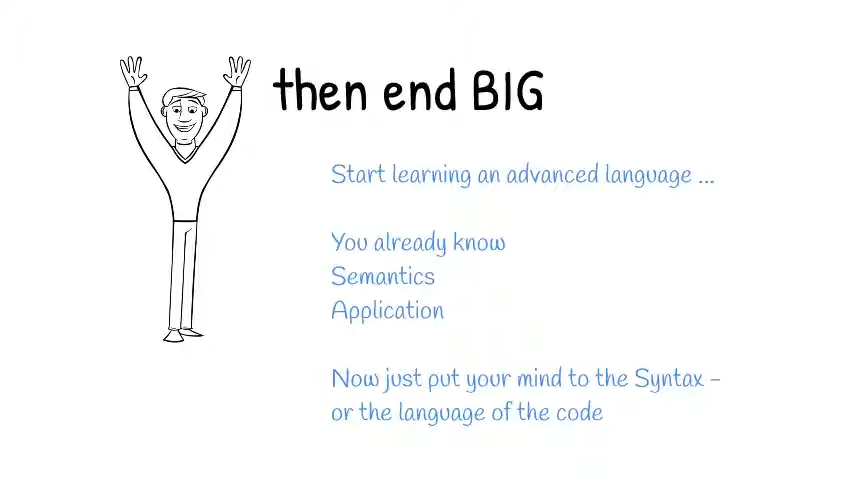 then end BIG
Start learning an advanced language ...
You already know
Semantics
Application
Now just put your mind to the Syntax -
or the language of the code